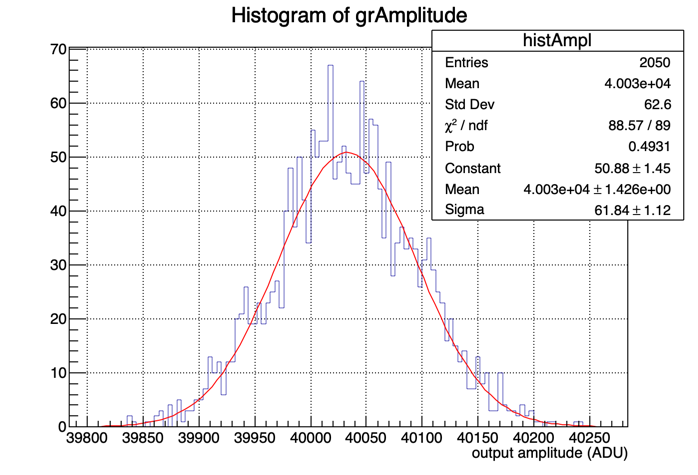 Histogram of grAmplitude
histAmpl
Entries 2050
Mean 4.003e+04
Std Dev 62.6
χ² / ndf 88.57 / 89
Prob 0.4931
Constant 50.88 ± 1.45
Mean 4.003e+04 ± 1.426e+00
Sigma 61.84 ± 1.12
70
60
50
40
30
20
10
0
39800 39850 39900 39950 40000 40050 40100 40150 40200 40250
output amplitude (ADU)